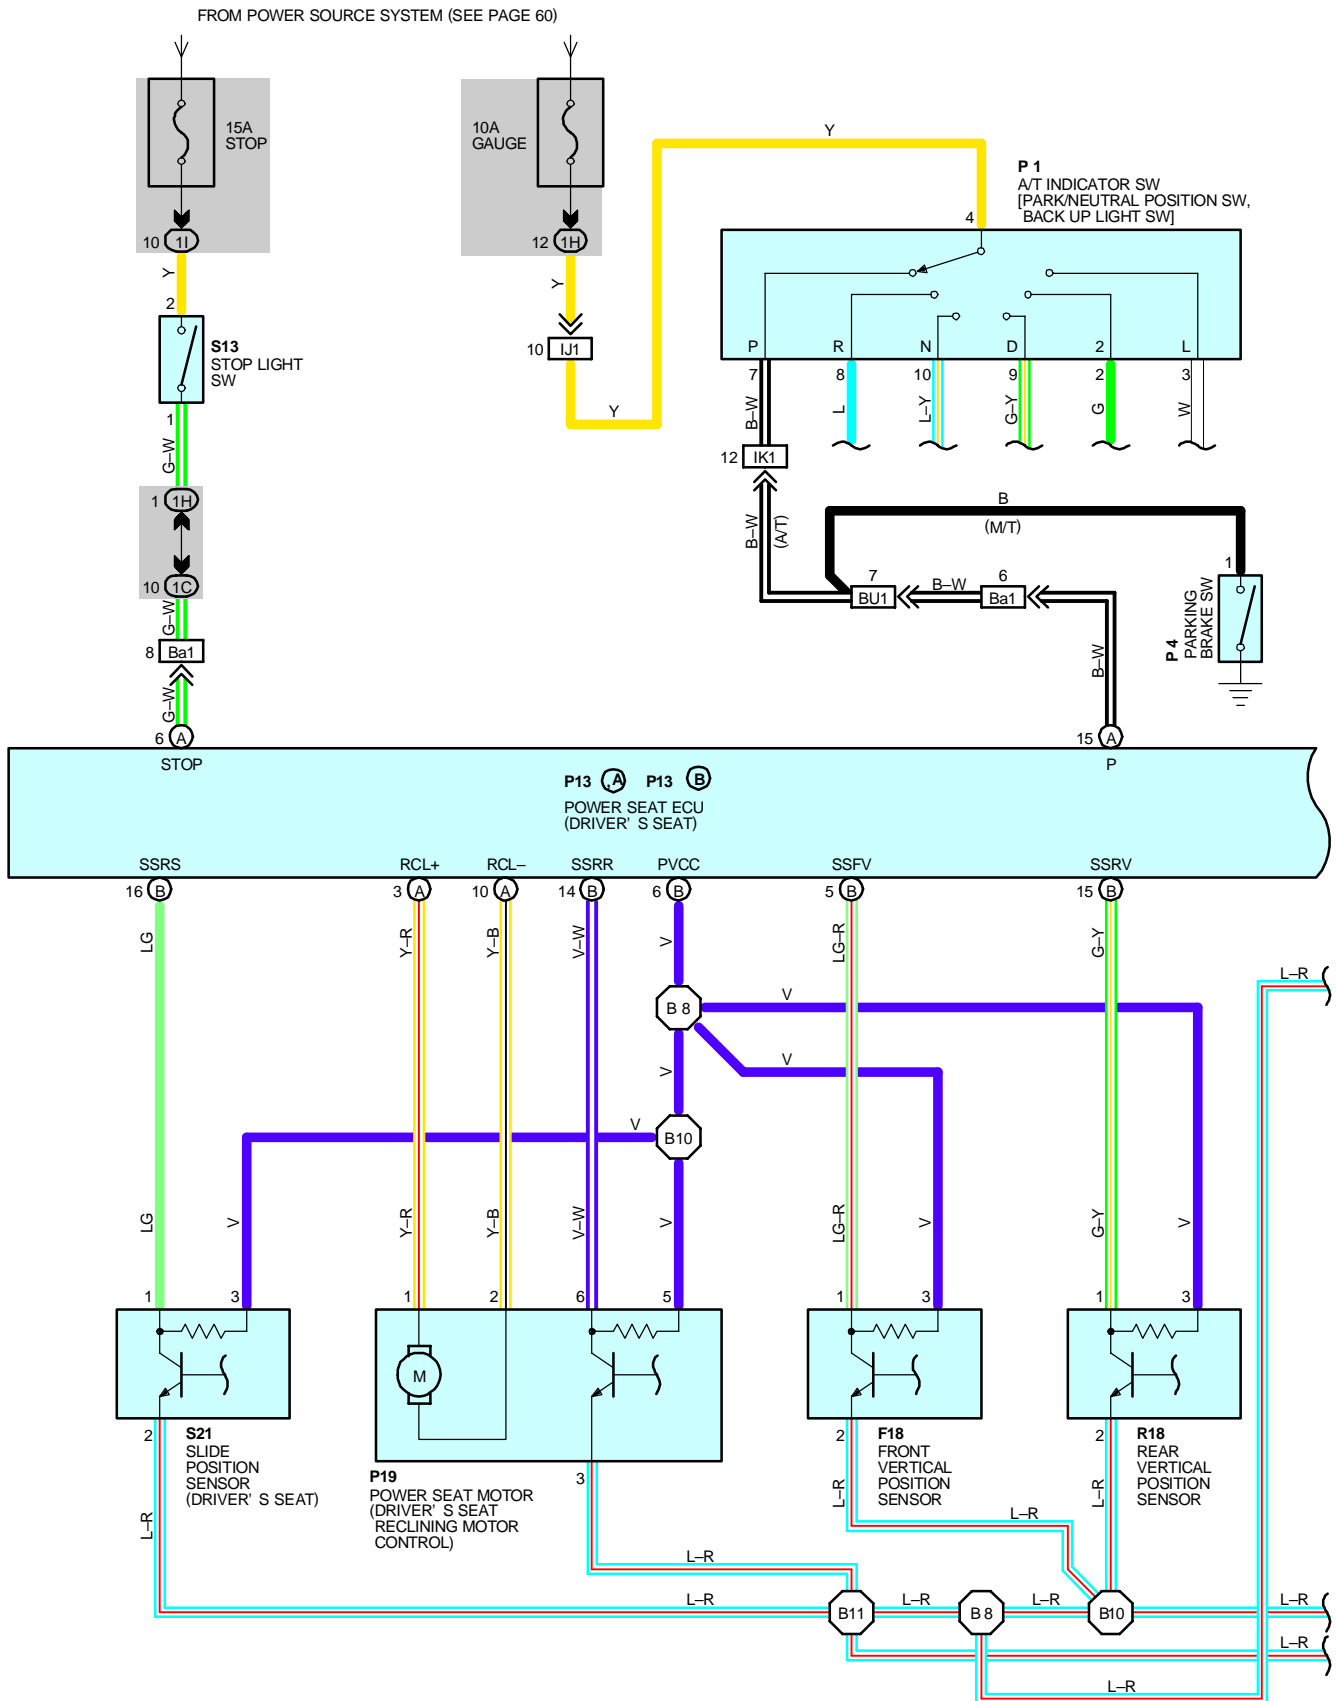 FROM POWER SOURCE SYSTEM (SEE PAGE 60)
15A
STOP
10A
GAUGE
10 1I
12 1H
Y
Y
2
S13
STOP LIGHT
SW
1
G–W
1 1H
10 1C
G–W
8 Ba1
G–W
6 A
10 IJ1
Y
Y
P 1
A/T INDICATOR SW
[PARK/NEUTRAL POSITION SW,
BACK UP LIGHT SW]
4
P R N D 2 L
7 8 10 9 2 3
B–W L L–Y G–Y G W
12 IK1
B–W
(A/T)
B
(M/T)
7
BU1
B–W
6
Ba1
B–W
1
P 4
PARKING
BRAKE SW
15 A
STOP P
P13 ,A P13 B
POWER SEAT ECU
(DRIVER' S SEAT)
SSRS RCL+ RCL– SSRR PVCC SSFV SSRV
16 B 3 A 10 A 14 B 6 B 5 B 15 B
LG Y–R Y–B V–W V LG–R G–Y
L–R
B 8
V
V
V
B10
V
LG V Y–R Y–B V–W V LG–R V G–Y V
1 3 1 2 6 5 1 3 1 3
M
2
S21
SLIDE
POSITION
SENSOR
(DRIVER' S SEAT)
L–R
P19
POWER SEAT MOTOR
(DRIVER' S SEAT
RECLINING MOTOR
CONTROL)
3
2
F18
FRONT
VERTICAL
POSITION
SENSOR
L–R
2
R18
REAR
VERTICAL
POSITION
SENSOR
L–R
L–R
L–R
L–R B11 L–R B 8 L–R B10 L–R
L–R
L–R